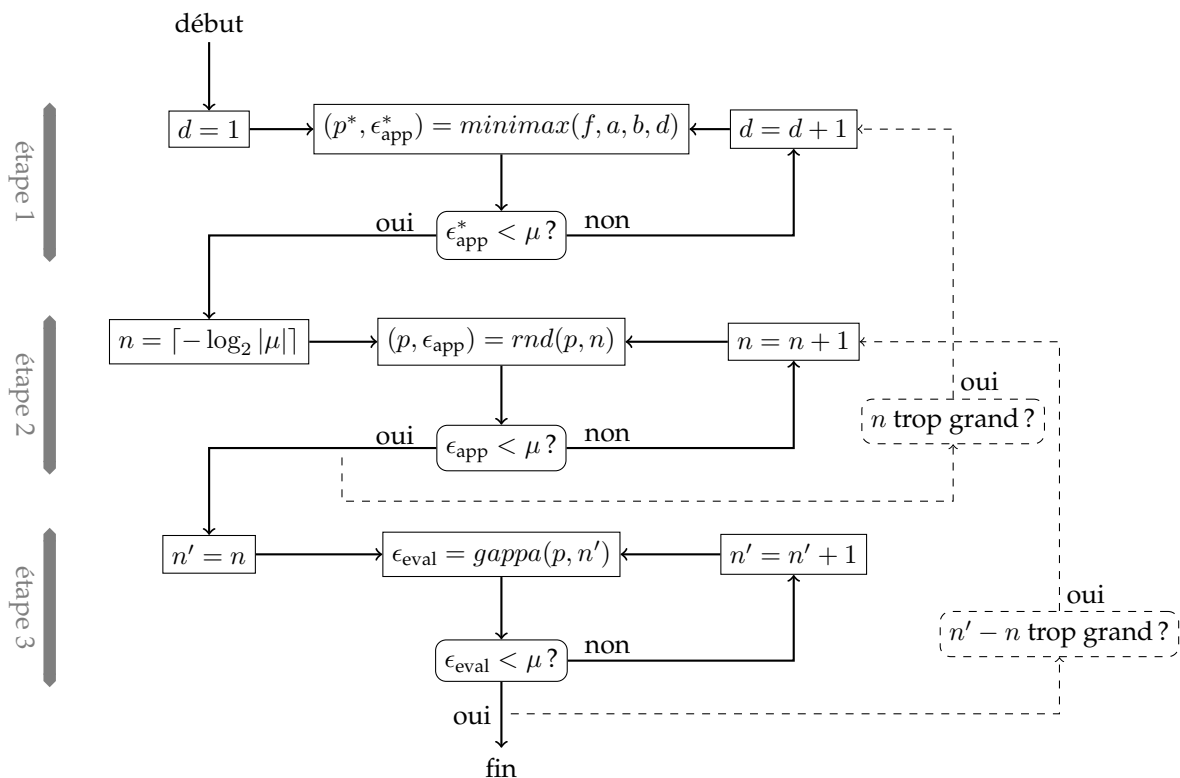 début
étape 1
d = 1
(p*, ϵ*app) = minimax(f, a, b, d)
d = d + 1
oui
ϵ*app < μ ?
non
étape 2
n = ⌈− log₂ |μ|⌉
(p, ϵapp) = rnd(p, n)
n = n + 1
oui
n trop grand ?
oui
ϵapp < μ ?
non
étape 3
n′ = n
ϵeval = gappa(p, n′)
n′ = n′ + 1
oui
n′ − n trop grand ?
ϵeval < μ ?
non
oui
fin